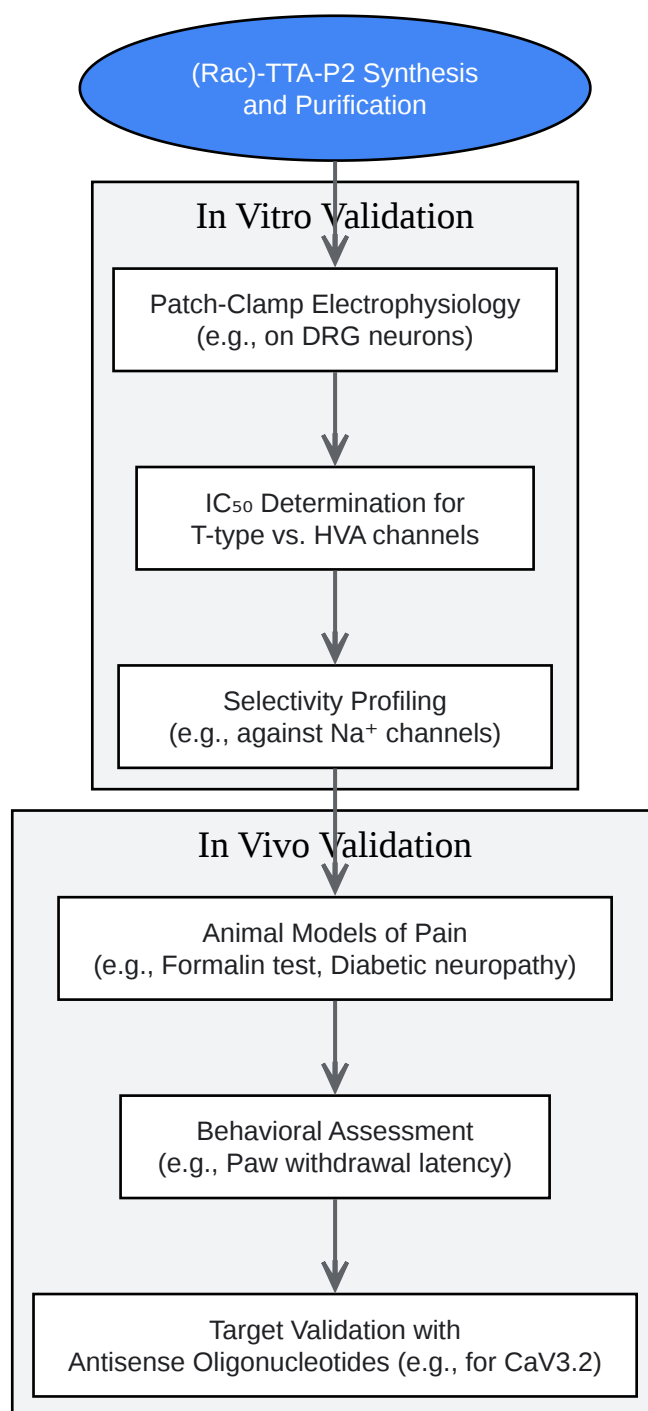 (Rac)-TTA-P2 Synthesis
and Purification
In Vitro Validation
Patch-Clamp Electrophysiology
(e.g., on DRG neurons)
IC₅₀ Determination for
T-type vs. HVA channels
Selectivity Profiling
(e.g., against Na⁺ channels)
In Vivo Validation
Animal Models of Pain
(e.g., Formalin test, Diabetic neuropathy)
Behavioral Assessment
(e.g., Paw withdrawal latency)
Target Validation with
Antisense Oligonucleotides (e.g., for CaV3.2)